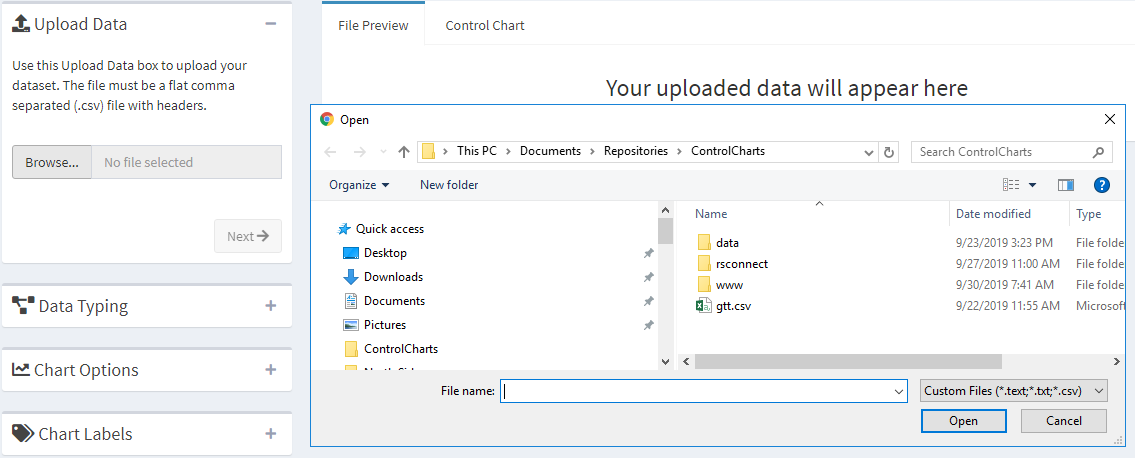 Upload Data
Use this Upload Data box to upload your
dataset. The file must be a flat comma
separated (.csv) file with headers.
Browse...
No file selected
Next
Data Typing
Chart Options
Chart Labels
File Preview
Control Chart
Your uploaded data will appear here
Open
This PC
Documents
Repositories
ControlCharts
Search ControlCharts
Organize
New folder
Quick access
Desktop
Downloads
Documents
Pictures
ControlCharts
Name
Date modified
Type
data
9/23/2019 3:23 PM
File folde
rsconnect
9/27/2019 11:00 AM
File folde
www
9/30/2019 7:41 AM
File folde
gtt.csv
9/22/2019 11:55 AM
Microsof
File name:
Custom Files (*.text;*.txt;*.csv)
Open
Cancel